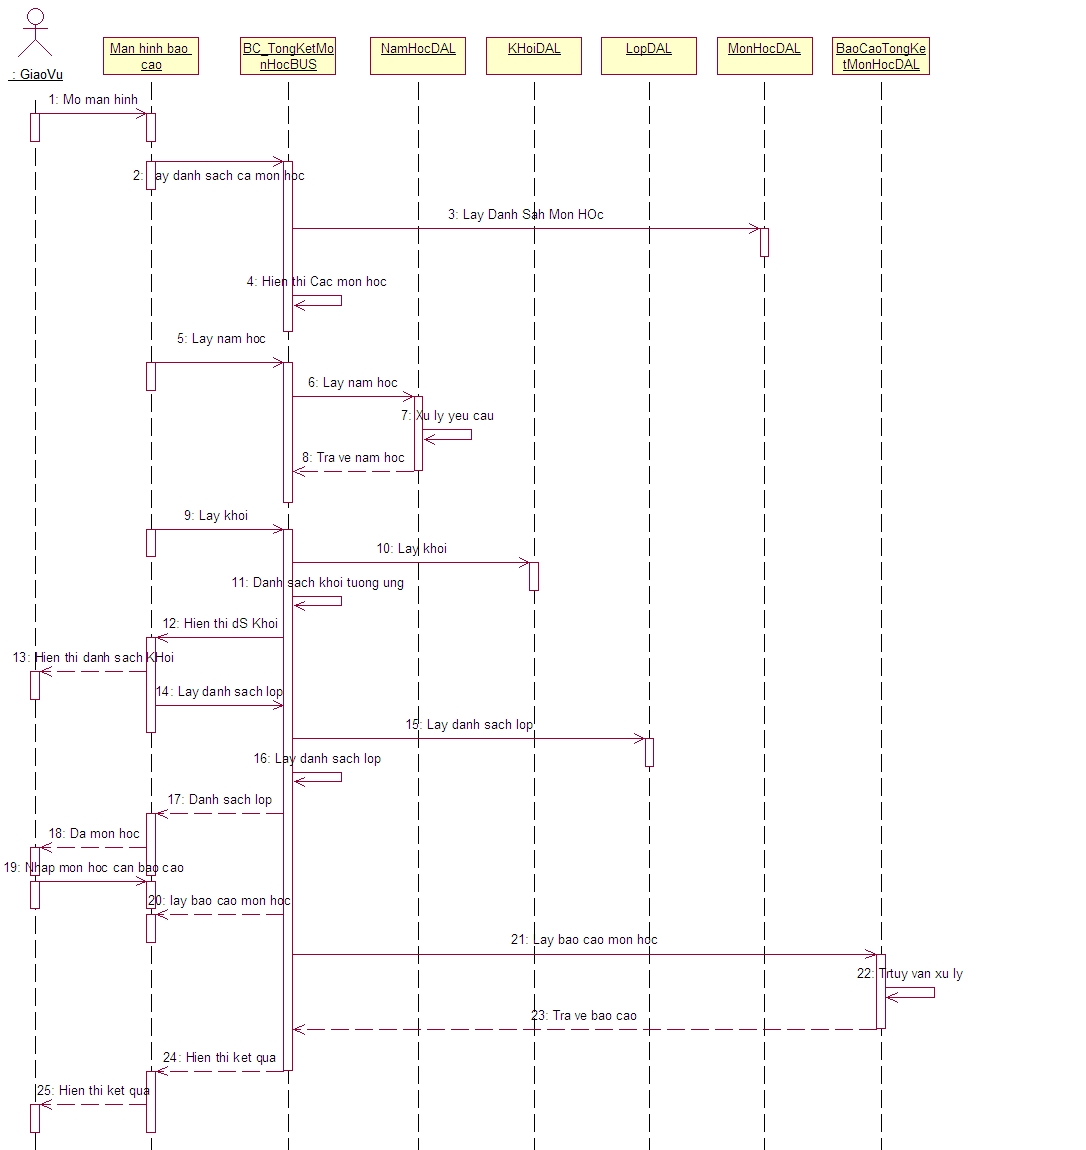 : GiaoVu
Man hinh bao
cao
BC_TongKetMo
nHocBUS
NamHocDAL
KHoiDAL
LopDAL
MonHocDAL
BaoCaoTongKe
tMonHocDAL
1: Mo man hinh
2: lay danh sach ca mon hoc
3: Lay Danh Sah Mon HOc
4: Hien thi Cac mon hoc
5: Lay nam hoc
6: Lay nam hoc
7: Xu ly yeu cau
8: Tra ve nam hoc
9: Lay khoi
10: Lay khoi
11: Danh sach khoi tuong ung
12: Hien thi dS Khoi
13: Hien thi danh sach KHoi
14: Lay danh sach lop
15: Lay danh sach lop
16: Lay danh sach lop
17: Danh sach lop
18: Da mon hoc
19: Nhap mon hoc can bao cao
20: lay bao cao mon hoc
21: Lay bao cao mon hoc
22: Trtuy van xu ly
23: Tra ve bao cao
24: Hien thi ket qua
25: Hien thi ket qua